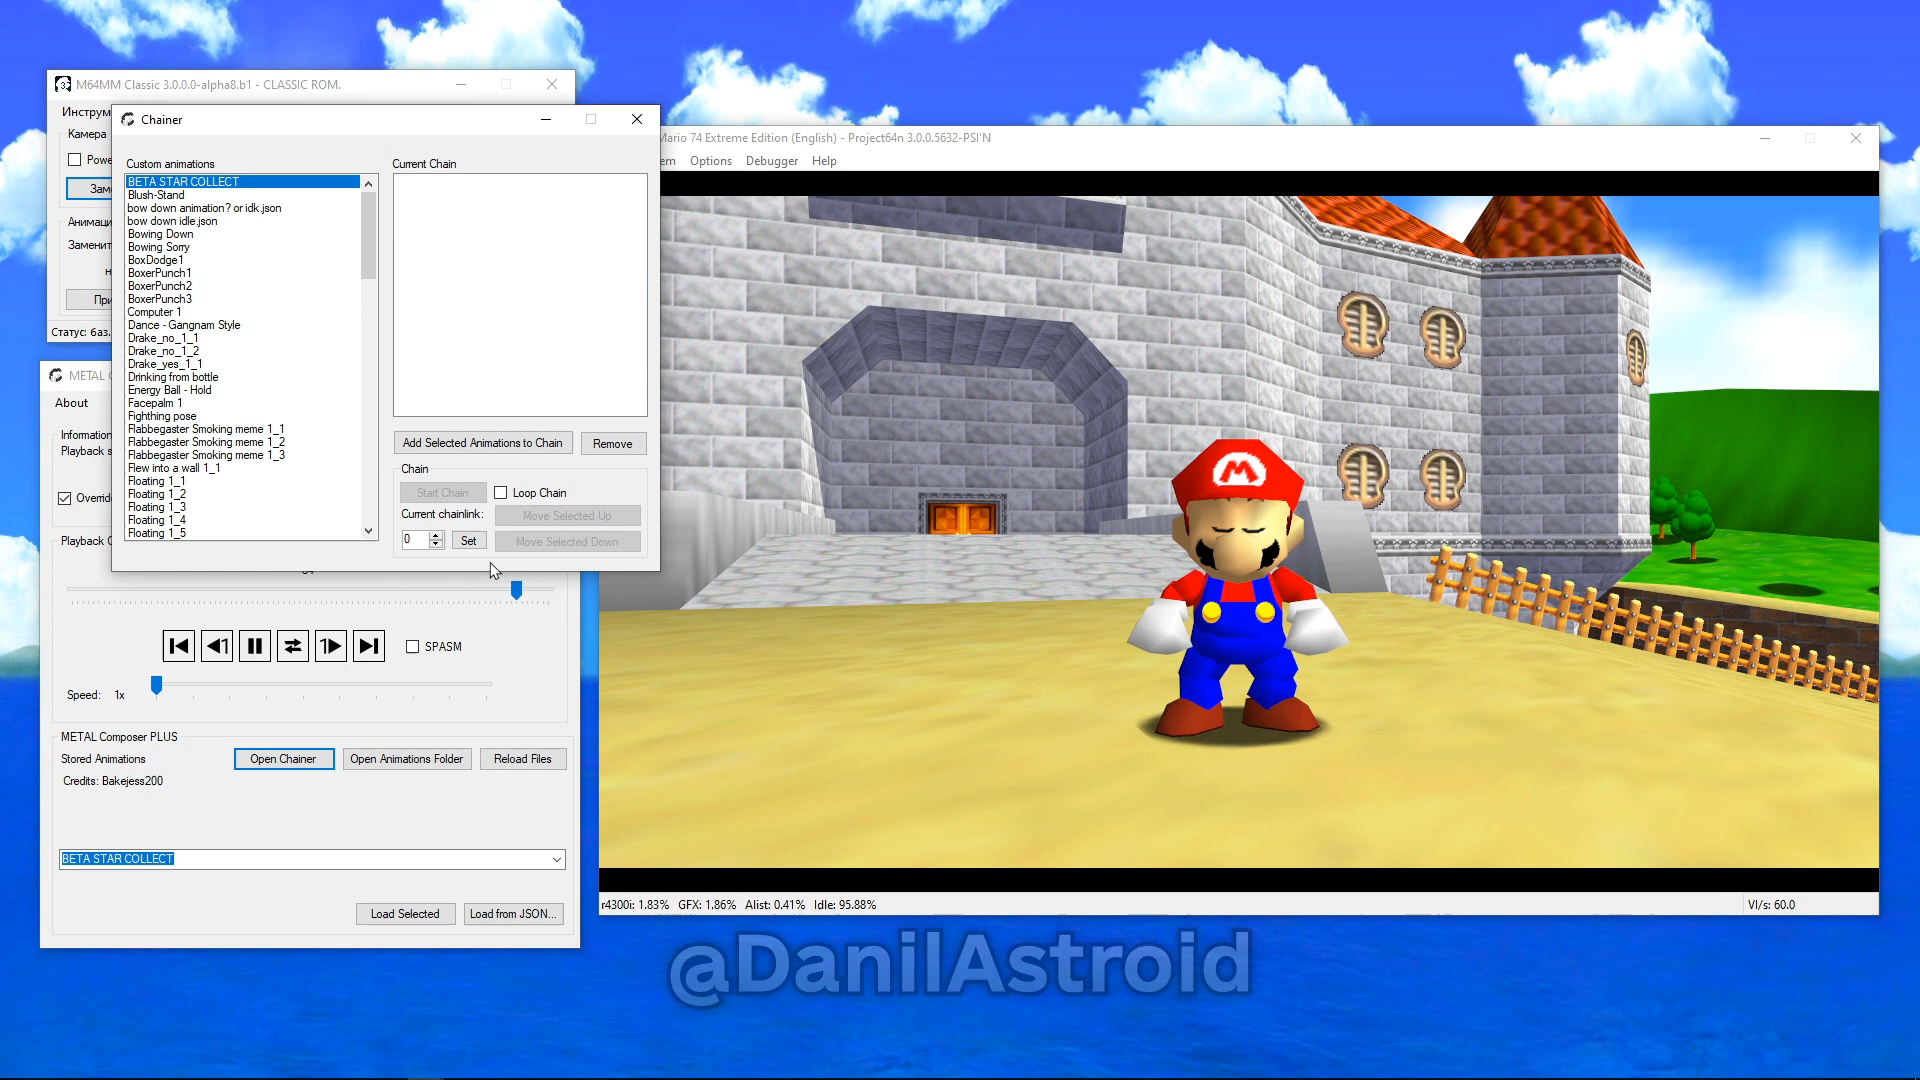 M64MM Classic 3.0.0.0-alpha8.b1 - CLASSIC ROM.
Инструм
Камера
Powe
Зам
Анимаци
Заменит
н
При
Статус: баз.
Chainer
Custom animations
BETA STAR COLLECT
Blush-Stand
bow down animation? or idk.json
bow down idle.json
Bowing Down
Bowing Sorry
BoxDodge1
BoxerPunch1
BoxerPunch2
BoxerPunch3
Computer 1
Dance - Gangnam Style
Drake_no_1_1
Drake_no_1_2
Drake_yes_1_1
Drinking from bottle
Energy Ball - Hold
Facepalm 1
Fighthing pose
Flabbegaster Smoking meme 1_1
Flabbegaster Smoking meme 1_2
Flabbegaster Smoking meme 1_3
Flew into a wall 1_1
Floating 1_1
Floating 1_2
Floating 1_3
Floating 1_4
Floating 1_5
Current Chain
Add Selected Animations to Chain
Remove
Chain
Start Chain
Loop Chain
Current chainlink:
Move Selected Up
0
Set
Move Selected Down
METAL
About
Information
Playback s
Override
Playback C
SPASM
Speed: 1x
METAL Composer PLUS
Stored Animations
Open Chainer
Open Animations Folder
Reload Files
Credits: Bakejess200
BETA STAR COLLECT
Load Selected
Load from JSON...
Mario 74 Extreme Edition (English) - Project64n 3.0.0.5632-PSI'N
em Options Debugger Help
M
r4300i: 1.83% GFX: 1.86% Alist: 0.41% Idle: 95.88%
VI/s: 60.0
@DanilAstroid